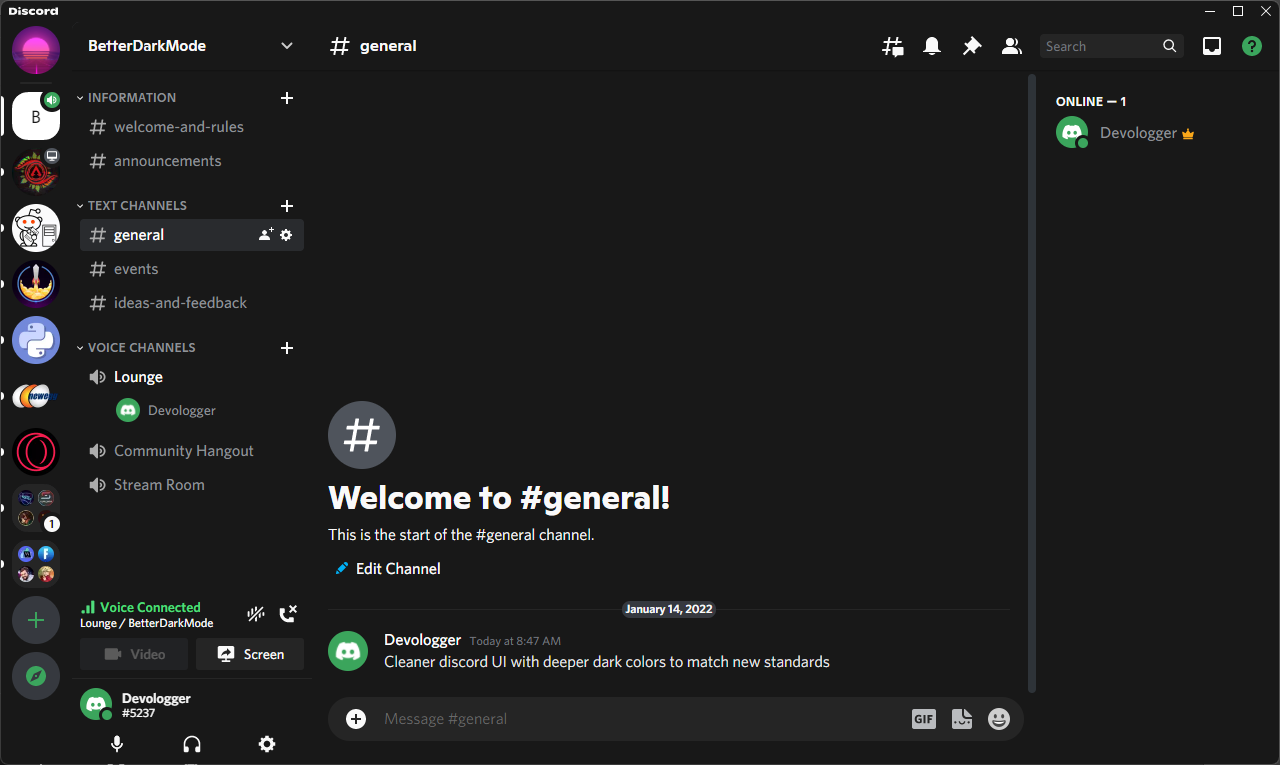 Discord
BetterDarkMode
general
Search
?
B
INFORMATION
welcome-and-rules
announcements
TEXT CHANNELS
general
events
ideas-and-feedback
VOICE CHANNELS
Lounge
Devologger
Community Hangout
Stream Room
newegg
1
Voice Connected
Lounge / BetterDarkMode
Video
Screen
Devologger
#5237
Welcome to #general!
This is the start of the #general channel.
Edit Channel
January 14, 2022
Devologger Today at 8:47 AM
Cleaner discord UI with deeper dark colors to match new standards
Message #general
GIF
ONLINE — 1
Devologger